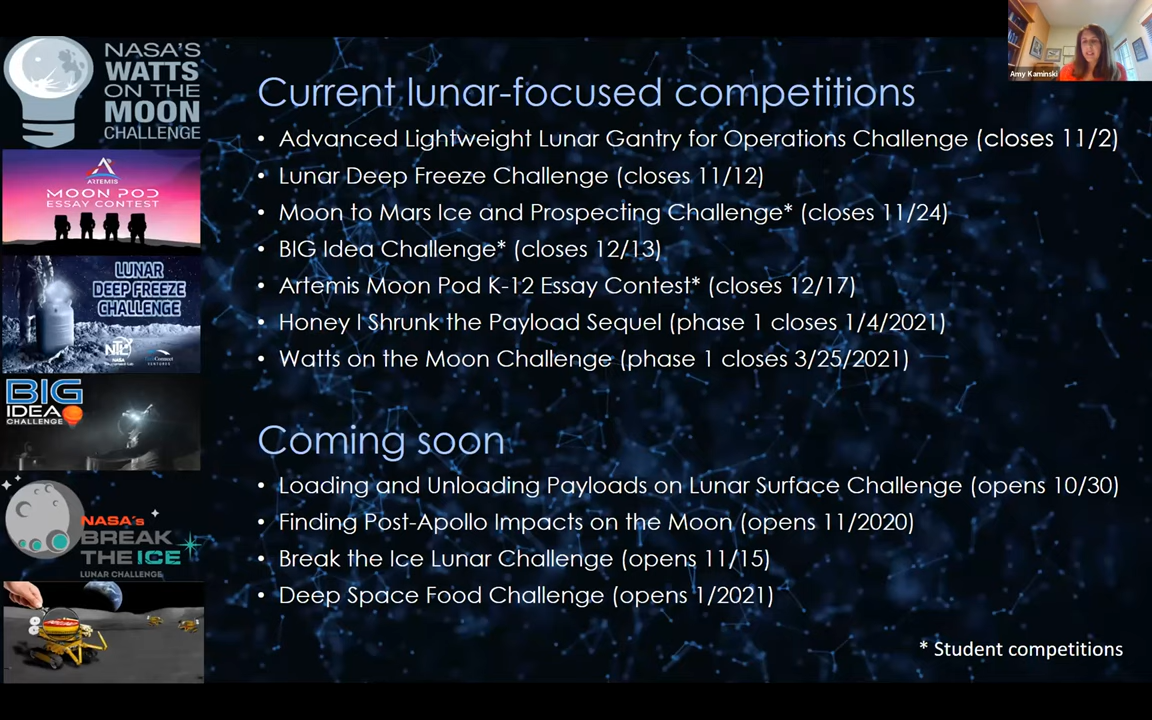 NASA'S
WATTS
ON THE
MOON
CHALLENGE
ARTEMIS
MOON POD
ESSAY CONTEST
LUNAR
DEEP FREEZE
CHALLENGE
NTL
NASA
BIG
IDEA
CHALLENGE
NASA's
BREAK
THE ICE
LUNAR CHALLENGE
Amy Kaminski
Current lunar-focused competitions
• Advanced Lightweight Lunar Gantry for Operations Challenge (closes 11/2)
• Lunar Deep Freeze Challenge (closes 11/12)
• Moon to Mars Ice and Prospecting Challenge* (closes 11/24)
• BIG Idea Challenge* (closes 12/13)
• Artemis Moon Pod K-12 Essay Contest* (closes 12/17)
• Honey I Shrunk the Payload Sequel (phase 1 closes 1/4/2021)
• Watts on the Moon Challenge (phase 1 closes 3/25/2021)
Coming soon
• Loading and Unloading Payloads on Lunar Surface Challenge (opens 10/30)
• Finding Post-Apollo Impacts on the Moon (opens 11/2020)
• Break the Ice Lunar Challenge (opens 11/15)
• Deep Space Food Challenge (opens 1/2021)
* Student competitions